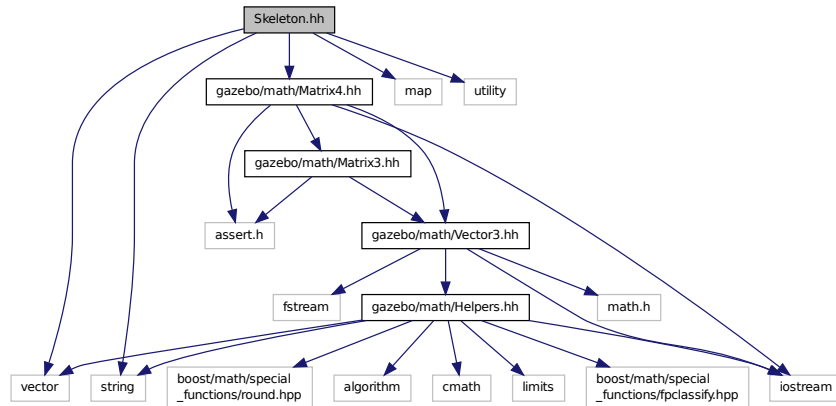 Skeleton.hh
gazebo/math/Matrix4.hh
map
utility
gazebo/math/Matrix3.hh
assert.h
gazebo/math/Vector3.hh
fstream
gazebo/math/Helpers.hh
math.h
vector
string
boost/math/special
_functions/round.hpp
algorithm
cmath
limits
boost/math/special
_functions/fpclassify.hpp
iostream